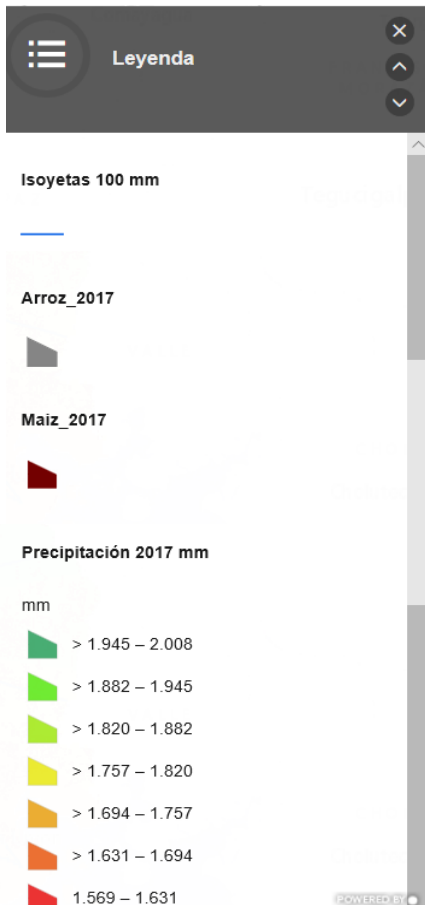 Leyenda
Isoyetas 100 mm
Arroz_2017
Maiz_2017
Precipitación 2017 mm
mm
> 1.945 – 2.008
> 1.882 – 1.945
> 1.820 – 1.882
> 1.757 – 1.820
> 1.694 – 1.757
> 1.631 – 1.694
1.569 – 1.631
POWERED BY